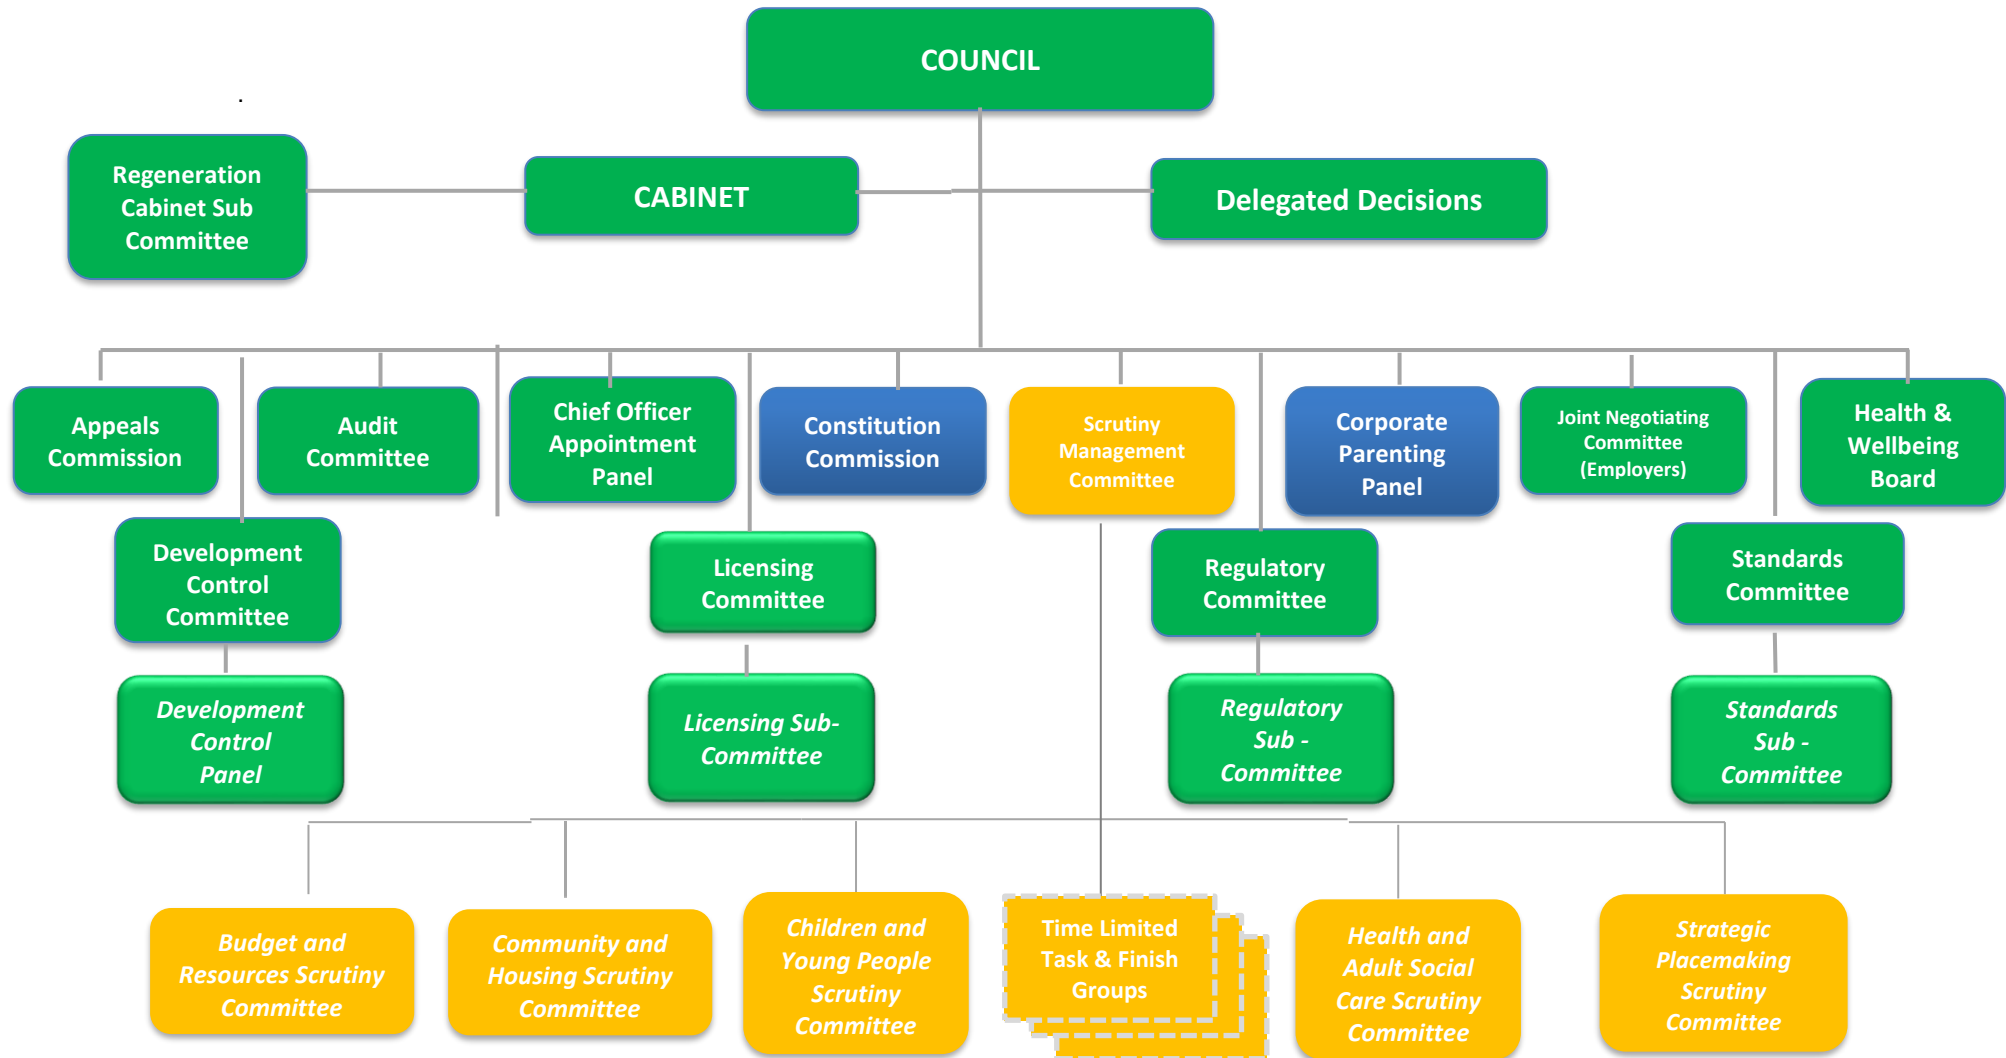 COUNCIL
.
Regeneration
Cabinet Sub
Committee
CABINET
Delegated Decisions
Appeals
Commission
Audit
Committee
Chief Officer
Appointment
Panel
Constitution
Commission
Scrutiny
Management
Committee
Corporate
Parenting
Panel
Joint Negotiating
Committee
(Employers)
Health &
Wellbeing
Board
Development
Control
Committee
Licensing
Committee
Regulatory
Committee
Standards
Committee
Development
Control
Panel
Licensing Sub-
Committee
Regulatory
Sub -
Committee
Standards
Sub -
Committee
Budget and
Resources Scrutiny
Committee
Community and
Housing Scrutiny
Committee
Children and
Young People
Scrutiny
Committee
Time Limited
Task & Finish
Groups
Health and
Adult Social
Care Scrutiny
Committee
Strategic
Placemaking
Scrutiny
Committee